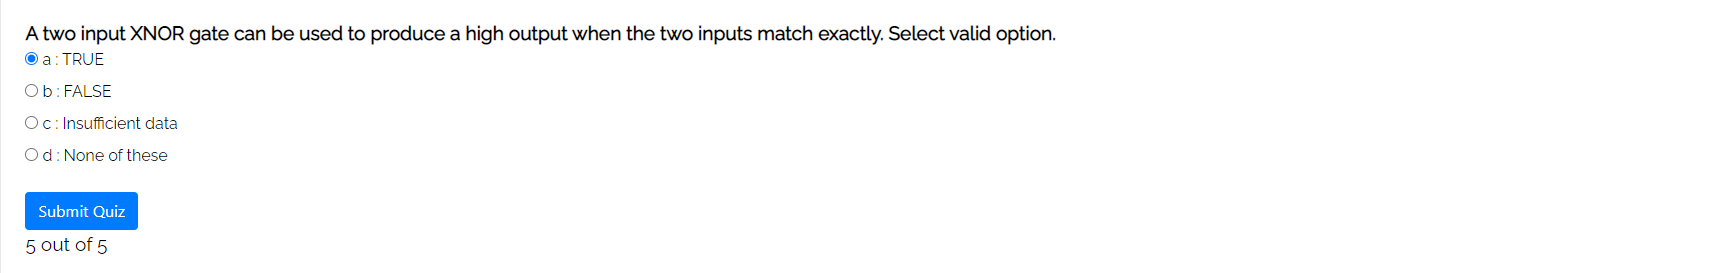 A two input XNOR gate can be used to produce a high output when the two inputs match exactly. Select valid option.
a : TRUE
b : FALSE
c : Insufficient data
d : None of these
Submit Quiz
5 out of 5